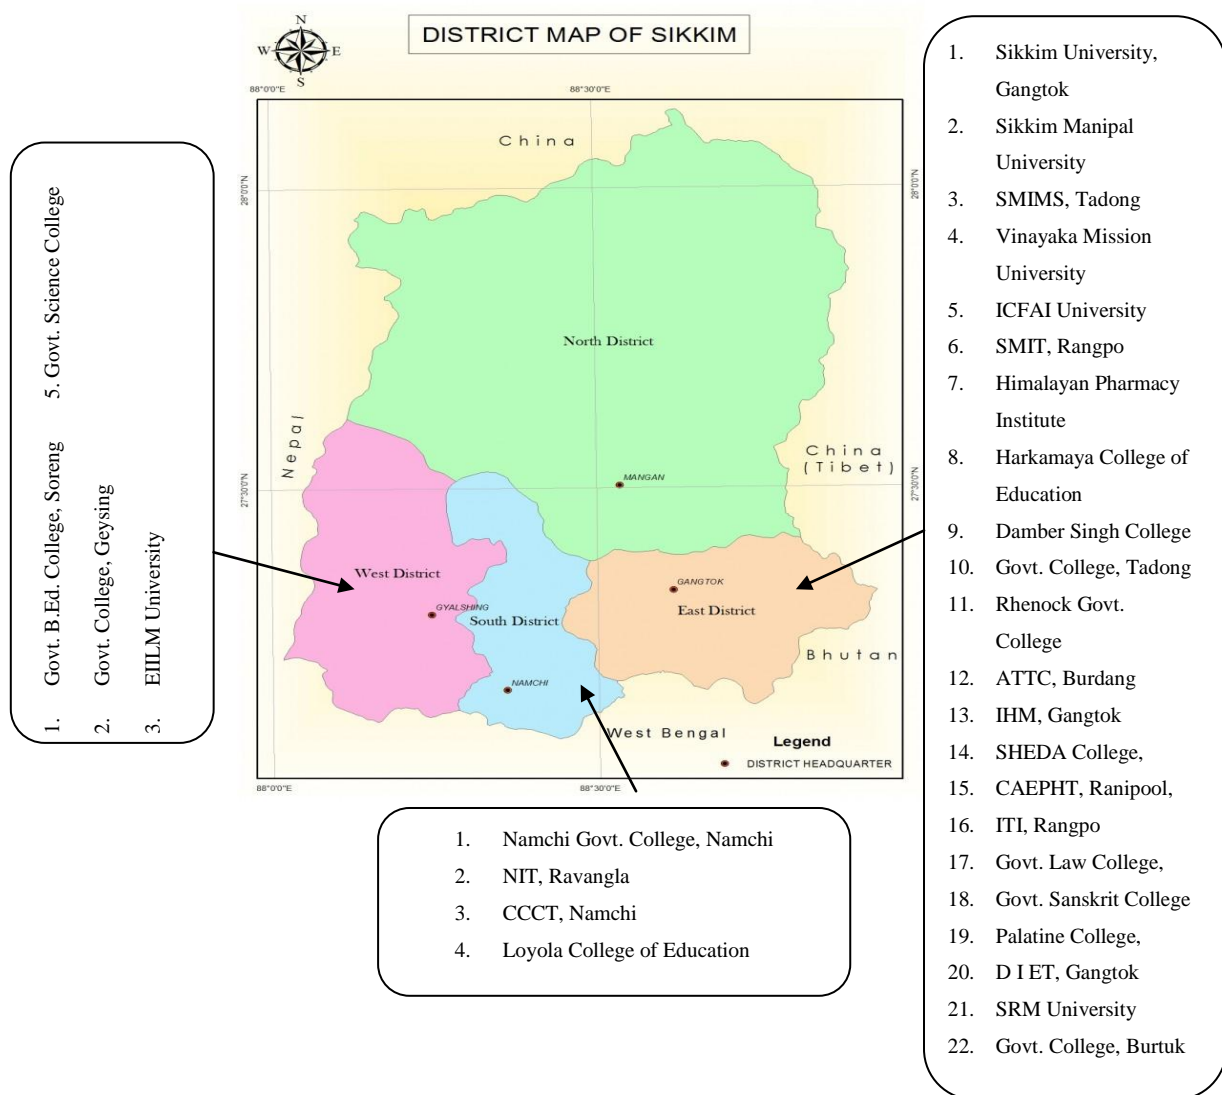 DISTRICT MAP OF SIKKIM
N
W
E
S
88°0'0"E
88°30'0"E
28°0'0"N
28°0'0"N
27°30'0"N
27°30'0"N
88°0'0"E
88°30'0"E
China
Nepal
China
(Tibet)
Bhutan
West Bengal
North District
MANGAN
West District
GYALSHING
South District
NAMCHI
GANGTOK
East District
Legend
DISTRICT HEADQUARTER
1. Govt. B.Ed. College, Soreng 5. Govt. Science College
2. Govt. College, Geysing
3. EIILM University
1. Namchi Govt. College, Namchi
2. NIT, Ravangla
3. CCCT, Namchi
4. Loyola College of Education
1. Sikkim University,
Gangtok
2. Sikkim Manipal
University
3. SMIMS, Tadong
4. Vinayaka Mission
University
5. ICFAI University
6. SMIT, Rangpo
7. Himalayan Pharmacy
Institute
8. Harkamaya College of
Education
9. Damber Singh College
10. Govt. College, Tadong
11. Rhenock Govt.
College
12. ATTC, Burdang
13. IHM, Gangtok
14. SHEDA College,
15. CAEPHT, Ranipool,
16. ITI, Rangpo
17. Govt. Law College,
18. Govt. Sanskrit College
19. Palatine College,
20. D I ET, Gangtok
21. SRM University
22. Govt. College, Burtuk